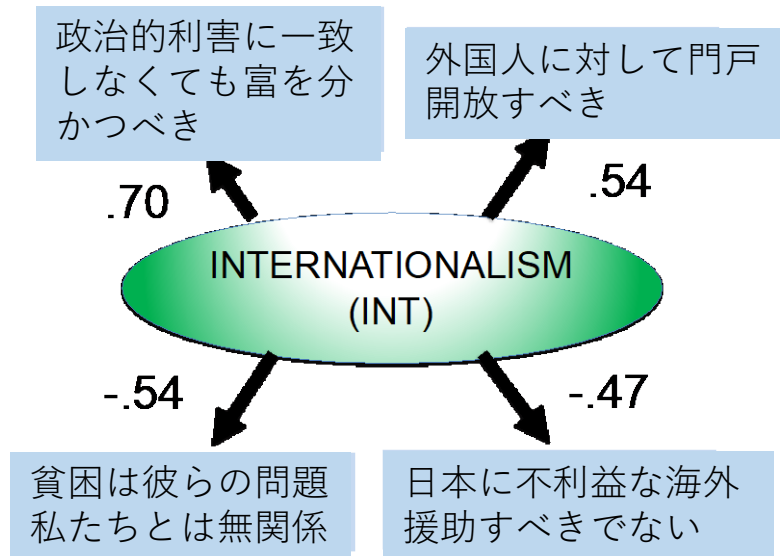 政治的利害に一致
しなくても富を分
かつべき
外国人に対して門戸
開放すべき
.70
.54
INTERNATIONALISM
(INT)
-.54
-.47
貧困は彼らの問題
私たちとは無関係
日本に不利益な海外
援助すべきでない